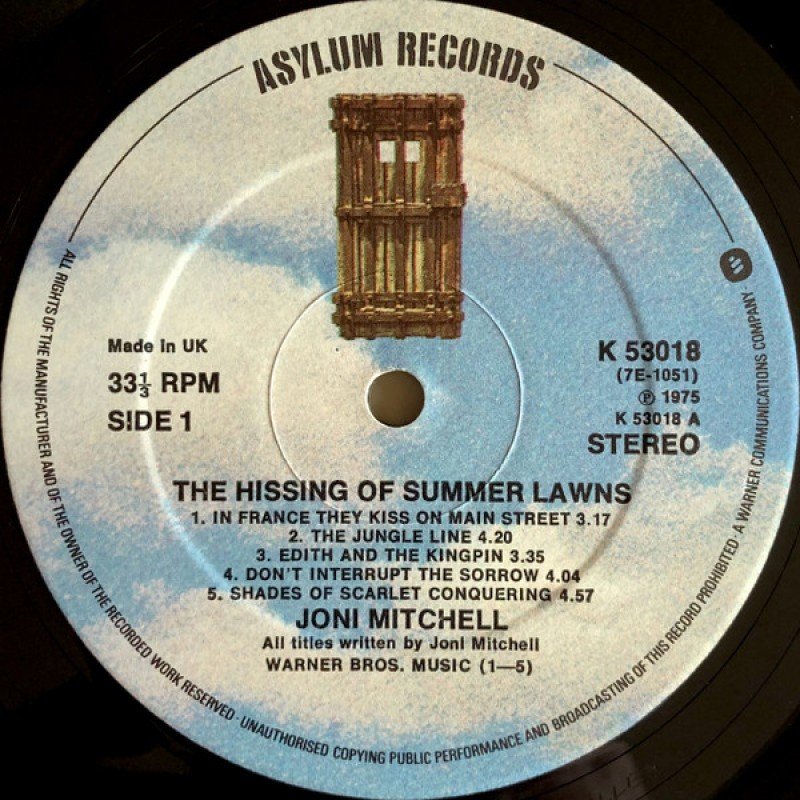 ASYLUM RECORDS
Made in UK
33⅓ RPM
SIDE 1
K 53018
(7E-1051)
℗ 1975
K 53018 A
STEREO
THE HISSING OF SUMMER LAWNS
1. IN FRANCE THEY KISS ON MAIN STREET 3.17
2. THE JUNGLE LINE 4.20
3. EDITH AND THE KINGPIN 3.35
4. DON'T INTERRUPT THE SORROW 4.04
5. SHADES OF SCARLET CONQUERING 4.57
JONI MITCHELL
All titles written by Joni Mitchell
WARNER BROS. MUSIC (1—5)
ALL RIGHTS OF THE MANUFACTURER AND OF THE OWNER OF THE RECORDED WORK RESERVED · UNAUTHORISED COPYING PUBLIC PERFORMANCE AND BROADCASTING OF THIS RECORD PROHIBITED · A WARNER COMMUNICATIONS COMPANY